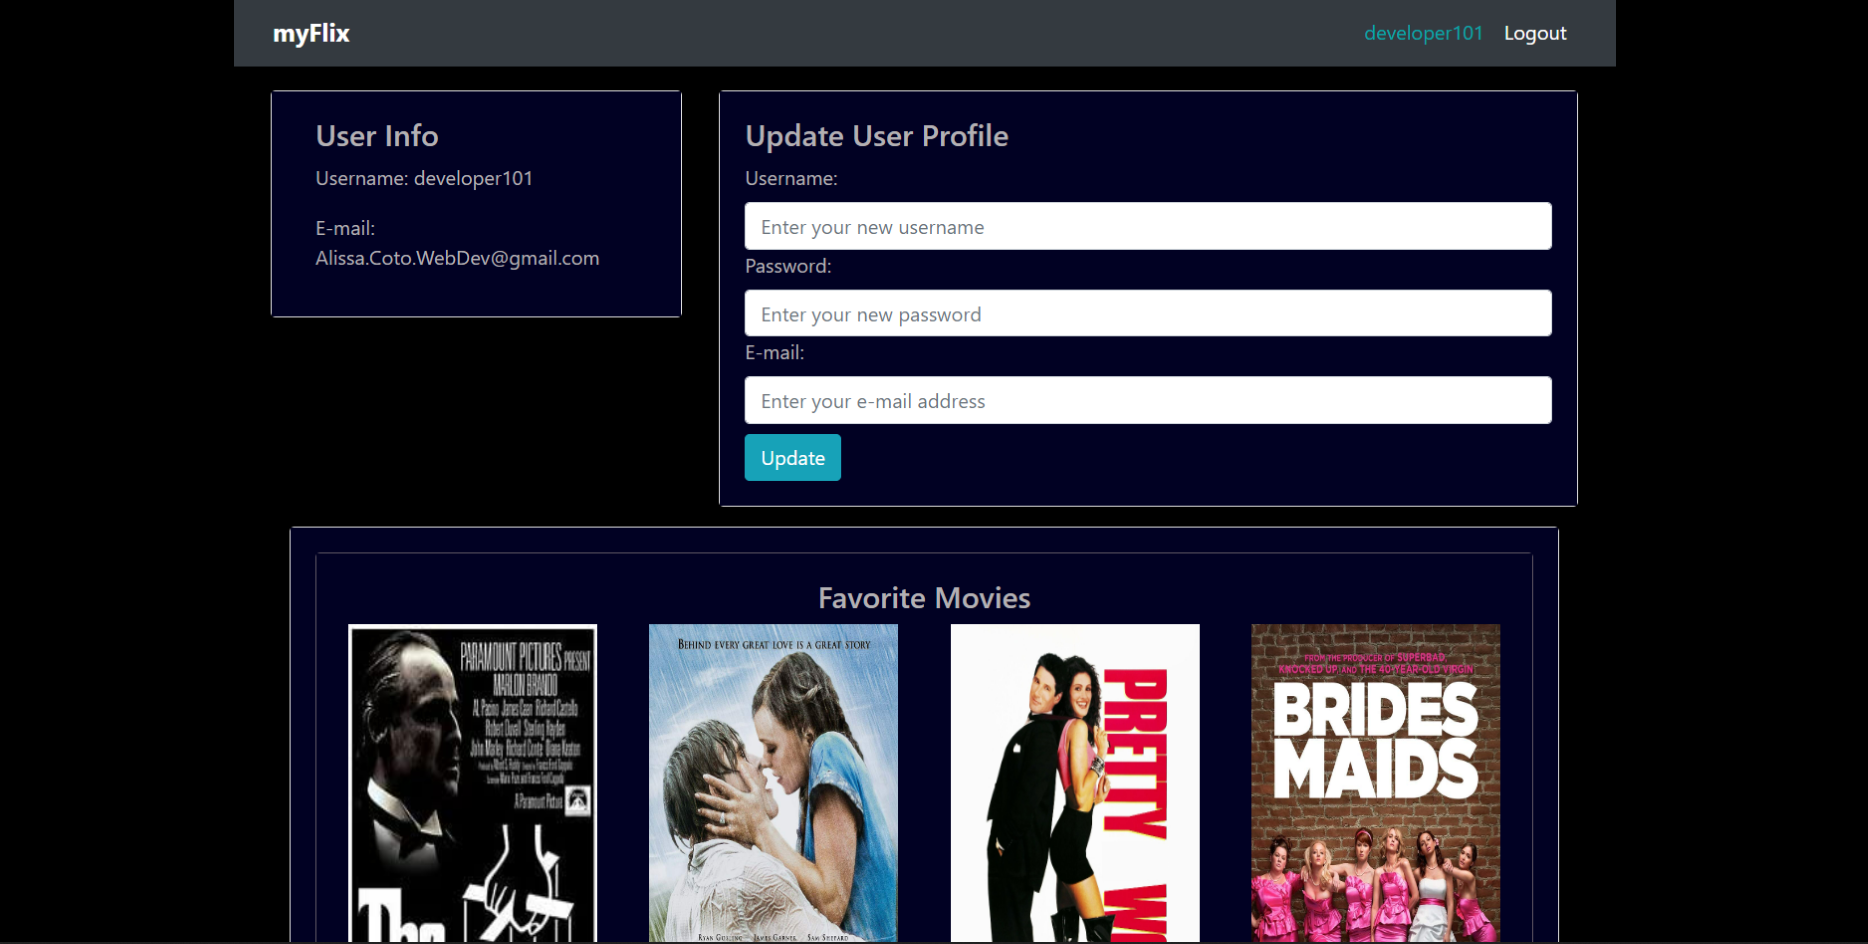 myFlix
developer101 Logout
User Info
Username: developer101
E-mail:
Alissa.Coto.WebDev@gmail.com
Update User Profile
Username:
Enter your new username
Password:
Enter your new password
E-mail:
Enter your e-mail address
Update
Favorite Movies
PARAMOUNT PICTURES PRESENT
MARLON BRANDO
Al Pacino James Caan Richard Castello
Robert Duvall Sterling Hayden
John Marley Richard Conte Diane Keaton
A Paramount Picture
The
BEHIND EVERY GREAT LOVE IS A GREAT STORY
RYAN GOSLING JAMES GARNER SAM SHEPARD
PRETTY WO
FROM THE PRODUCER OF SUPERBAD,
KNOCKED UP AND THE 40-YEAR-OLD VIRGIN
BRIDES
MAIDS